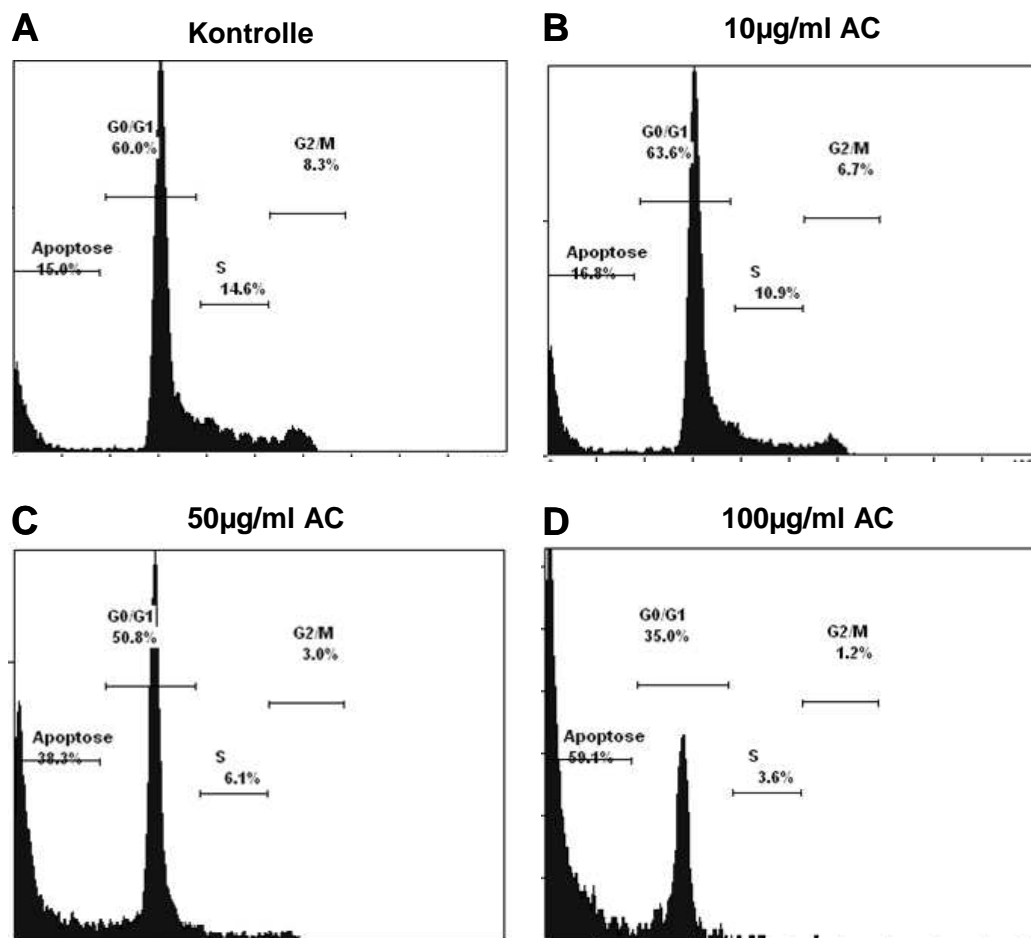 A
Kontrolle
G0/G1
60.0%
G2/M
8.3%
Apoptose
15.0%
S
14.6%
B
10µg/ml AC
G0/G1
63.6%
G2/M
6.7%
Apoptose
16.8%
S
10.9%
C
50µg/ml AC
G0/G1
50.8%
G2/M
3.0%
Apoptose
38.3%
S
6.1%
D
100µg/ml AC
G0/G1
35.0%
G2/M
1.2%
Apoptose
59.1%
S
3.6%